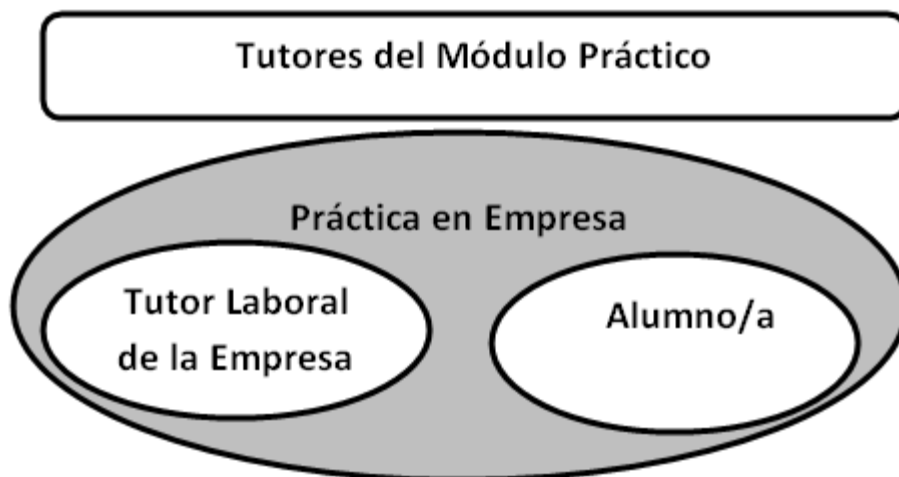 Tutores del Módulo Práctico
Práctica en Empresa
Tutor Laboral
de la Empresa
Alumno/a